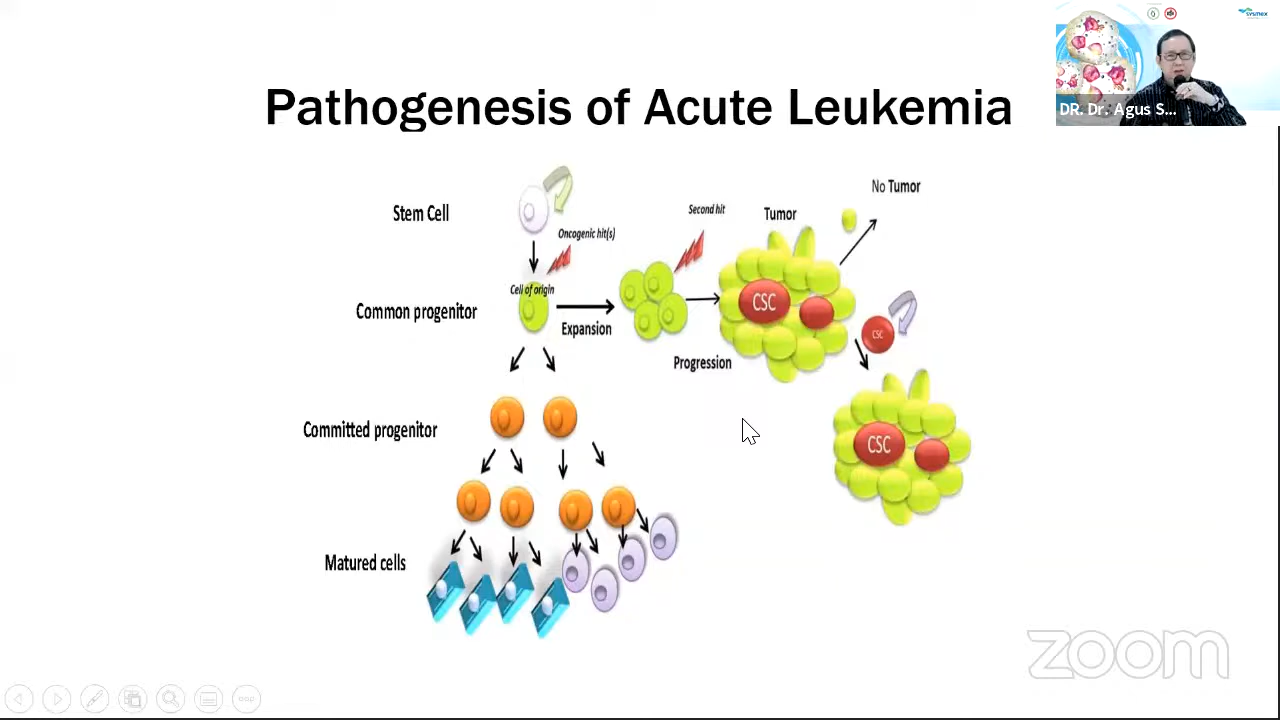 sysmex
DR. Dr. Agus S...
Pathogenesis of Acute Leukemia
No Tumor
Stem Cell
Second hit
Tumor
Oncogenic hit(s)
Cell of origin
CSC
Common progenitor
Expansion
CSC
Progression
Committed progenitor
CSC
Matured cells
zoom